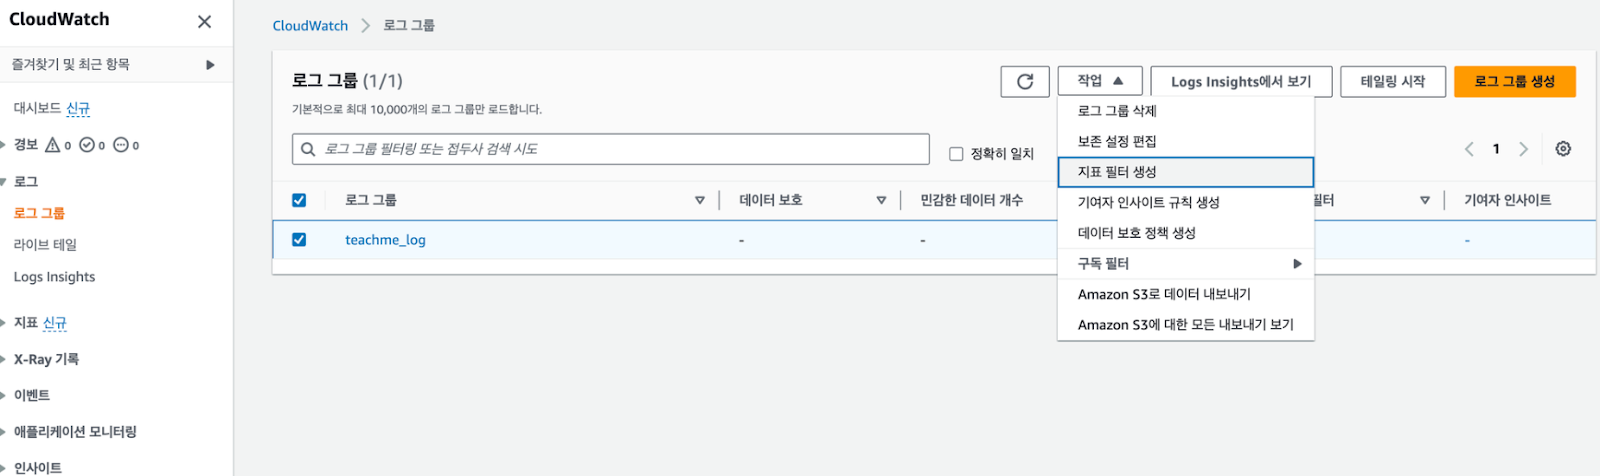 CloudWatch
즐겨찾기 및 최근 항목
대시보드 신규
경보 0 0 0
로그
로그 그룹
라이브 테일
Logs Insights
지표 신규
X-Ray 기록
이벤트
애플리케이션 모니터링
인사이트
CloudWatch 로그 그룹
로그 그룹 (1/1)
기본적으로 최대 10,000개의 로그 그룹만 로드합니다.
작업
Logs Insights에서 보기
테일링 시작
로그 그룹 생성
로그 그룹 필터링 또는 접두사 검색 시도
정확히 일치
1
로그 그룹 데이터 보호 민감한 데이터 개수 필터 기여자 인사이트
teachme_log - - -
로그 그룹 삭제
보존 설정 편집
지표 필터 생성
기여자 인사이트 규칙 생성
데이터 보호 정책 생성
구독 필터
Amazon S3로 데이터 내보내기
Amazon S3에 대한 모든 내보내기 보기